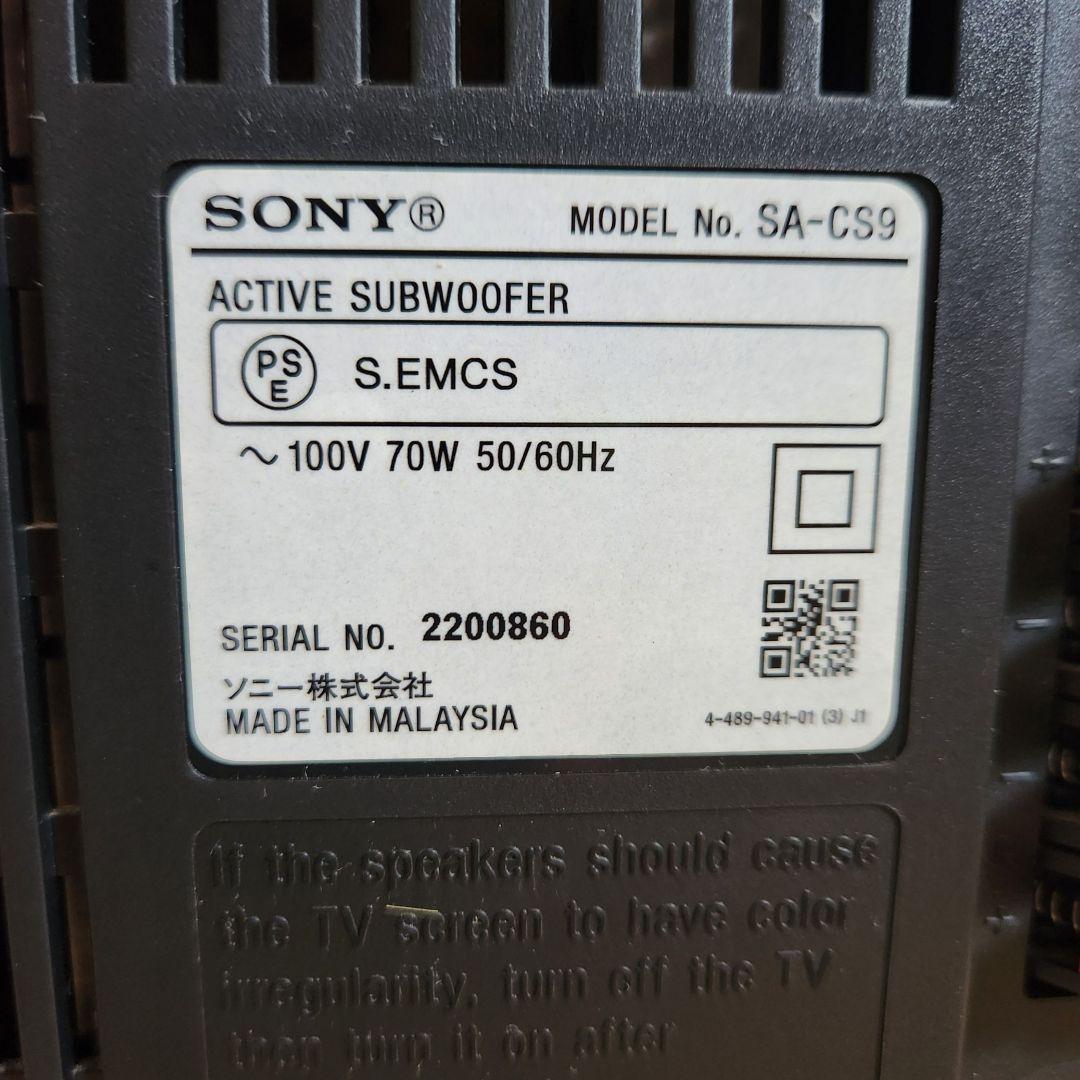 SONY® MODEL No. SA-CS9
ACTIVE SUBWOOFER
PSE S.EMCS
～100V 70W 50/60Hz
SERIAL NO. 2200860
ソニー株式会社
MADE IN MALAYSIA 4-489-941-01 (3) J1
If the speakers should cause
the TV screen to have color
irregularity, turn off the TV
then turn it on after